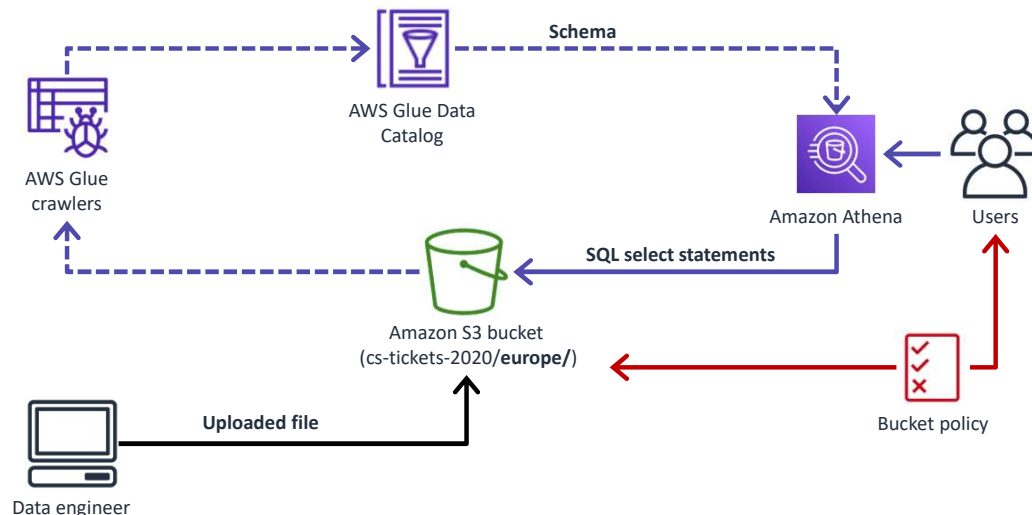 Schema
AWS Glue Data
Catalog
AWS Glue
crawlers
Amazon Athena
Users
SQL select statements
Amazon S3 bucket
(cs-tickets-2020/europe/)
Bucket policy
Uploaded file
Data engineer